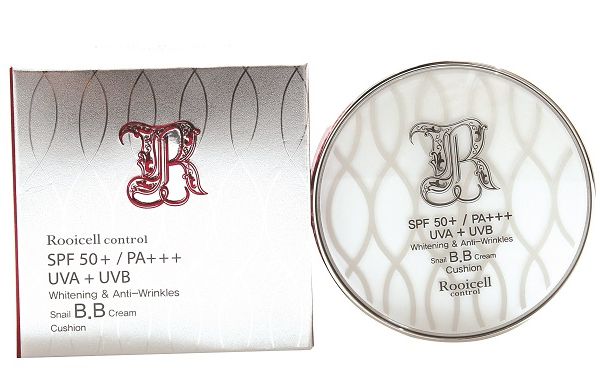 R
Rooicell control
SPF 50+ / PA+++
UVA + UVB
Whitening & Anti-Wrinkles
Snail B.B Cream
Cushion
R
SPF 50+ / PA+++
UVA + UVB
Whitening & Anti-Wrinkles
Snail B.B Cream
Cushion
Rooicell
control